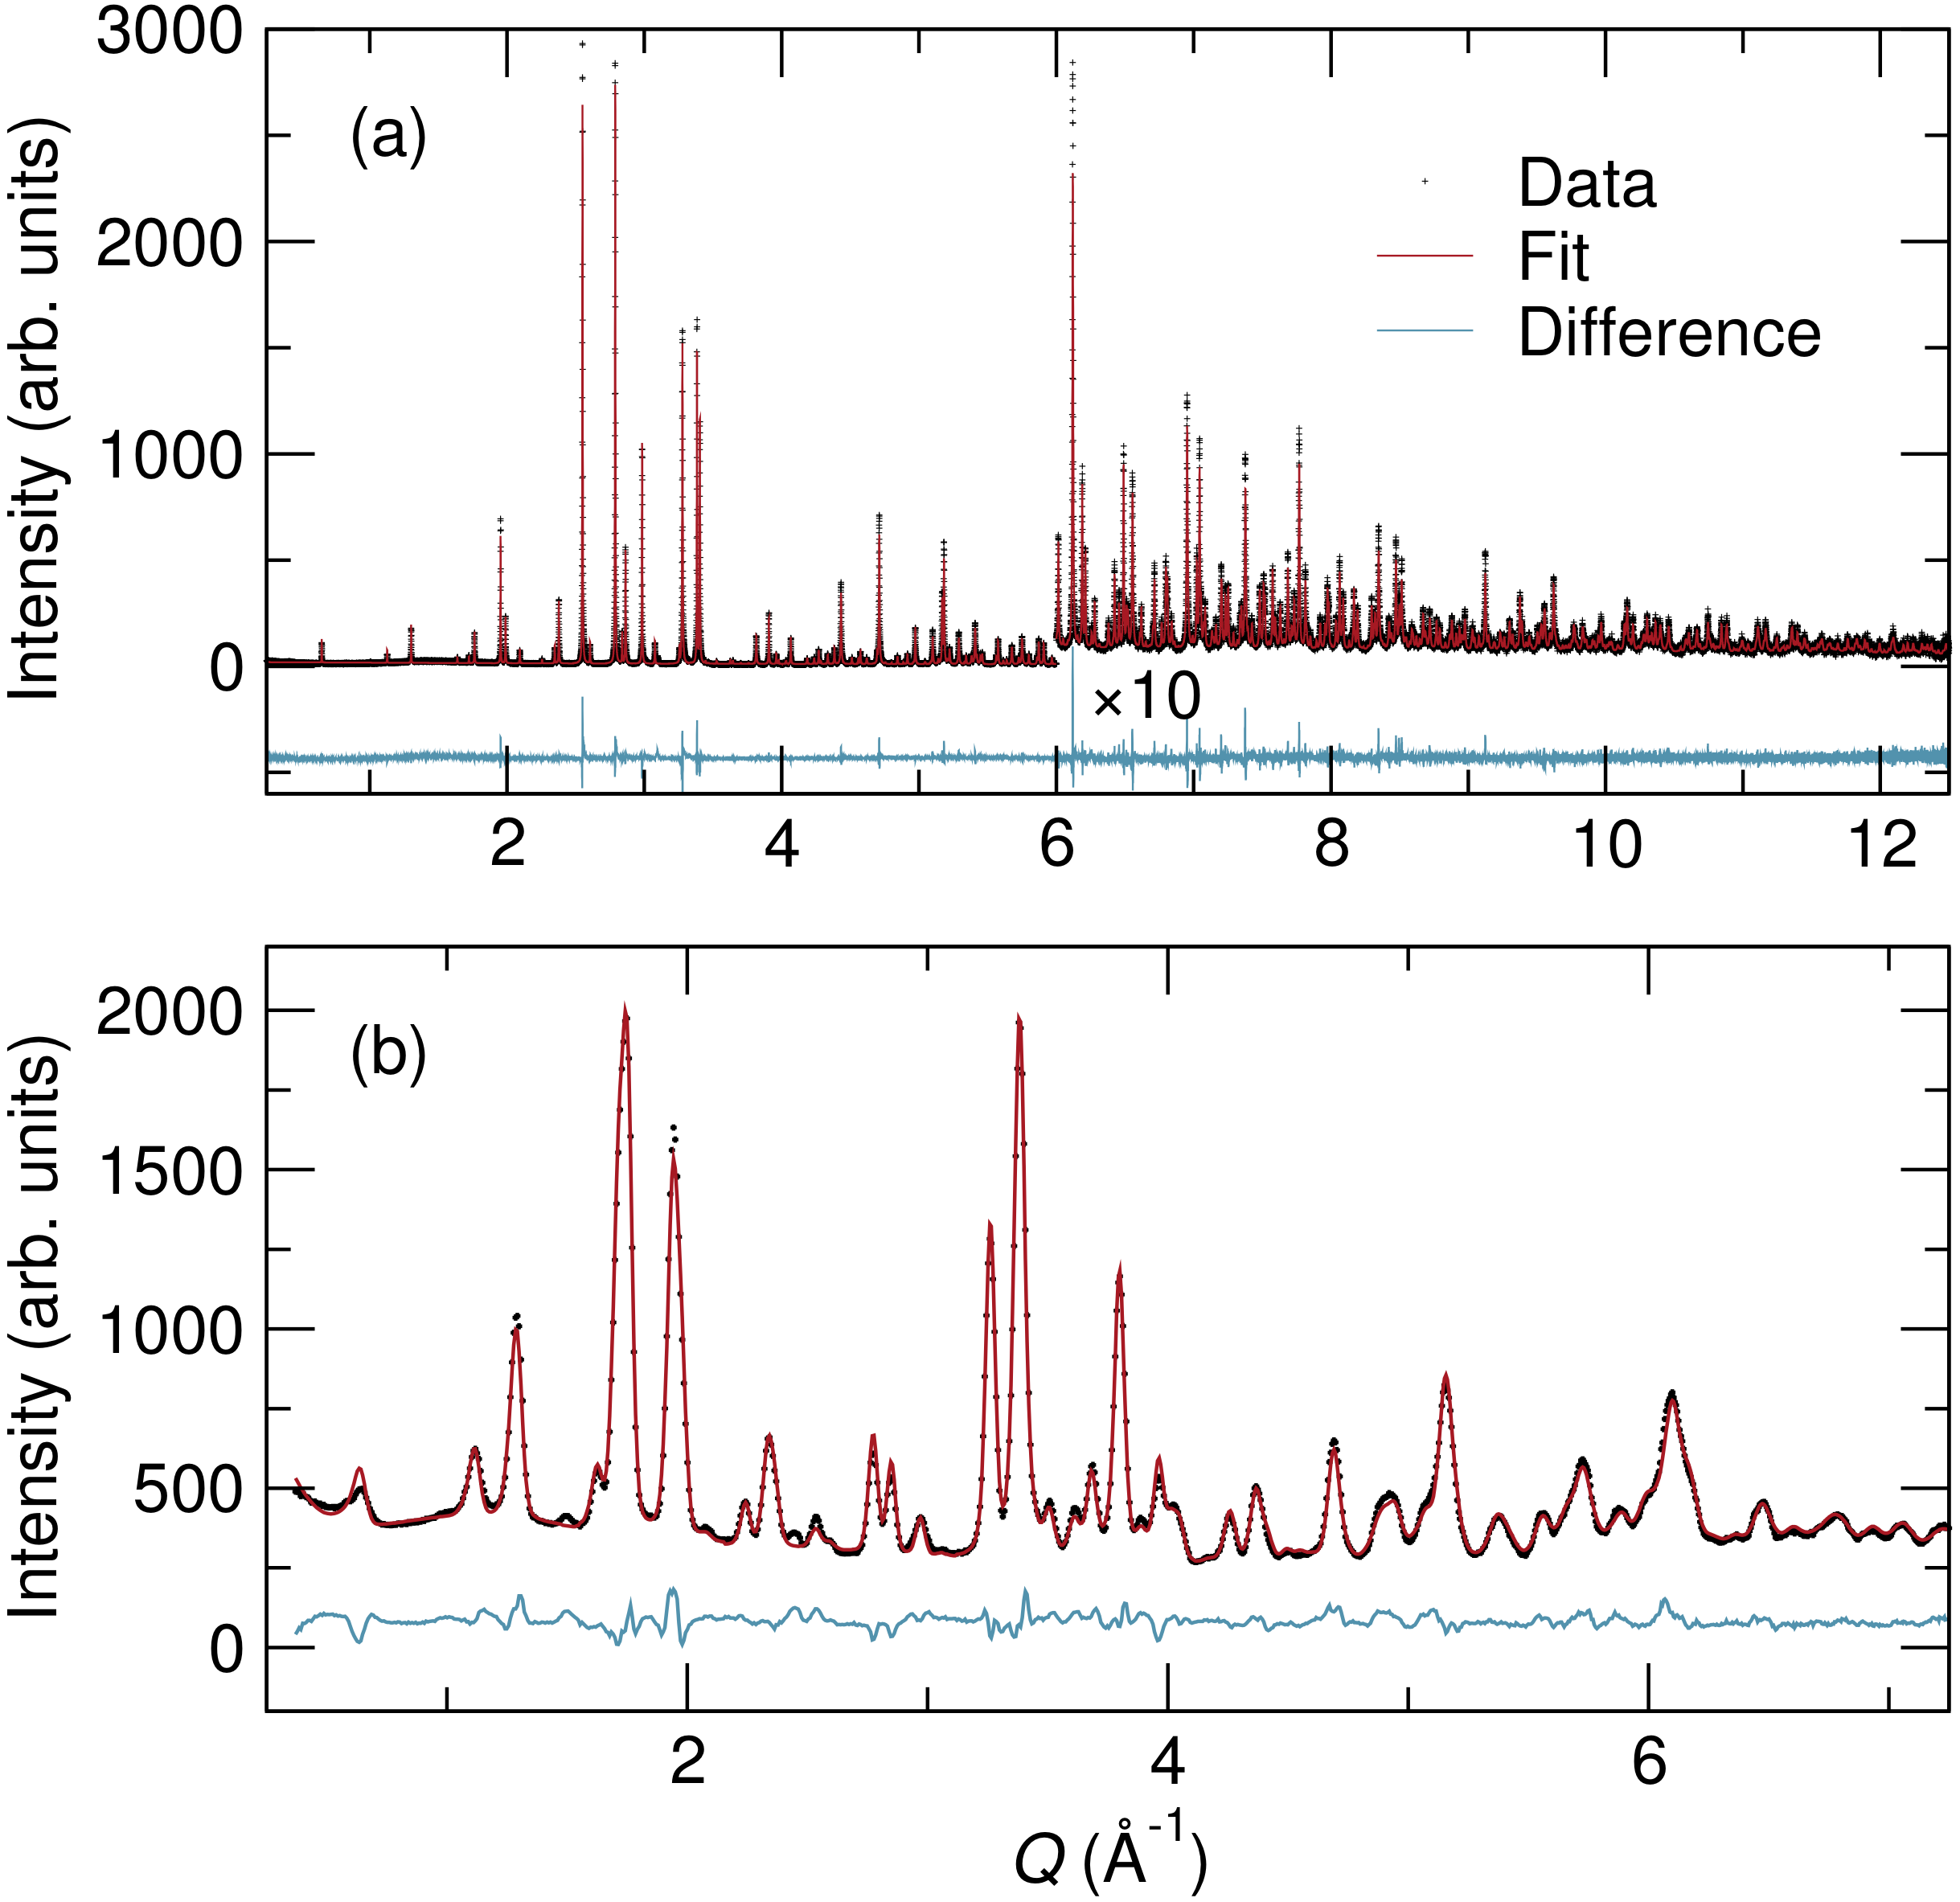 3000
2000
1000
0
Intensity (arb. units)
(a)
Data
Fit
Difference
×10
2 4 6 8 10 12
2000
1500
1000
500
0
Intensity (arb. units)
(b)
2 4 6
Q (Å-1)